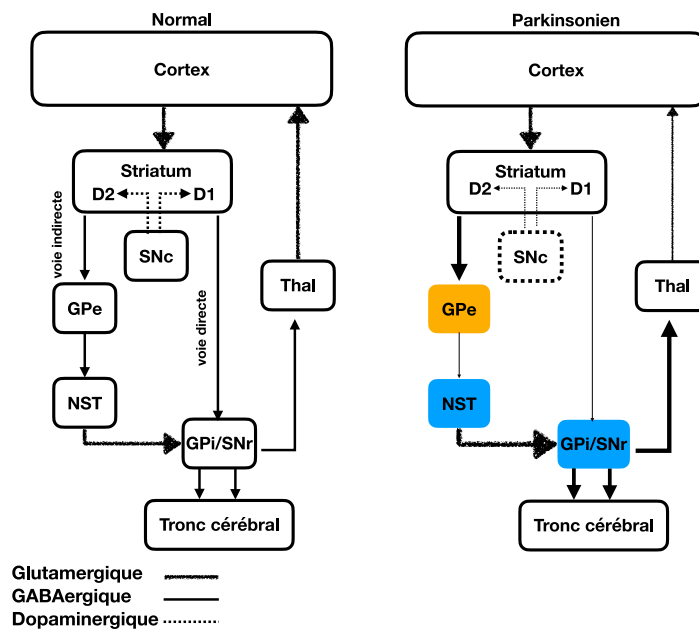 Normal
Cortex
Striatum
D2
D1
voie indirecte
SNc
voie directe
Thal
GPe
NST
GPi/SNr
Tronc cérébral
Parkinsonien
Cortex
Striatum
D2
D1
SNc
Thal
GPe
NST
GPi/SNr
Tronc cérébral
Glutamergique
GABAergique
Dopaminergique